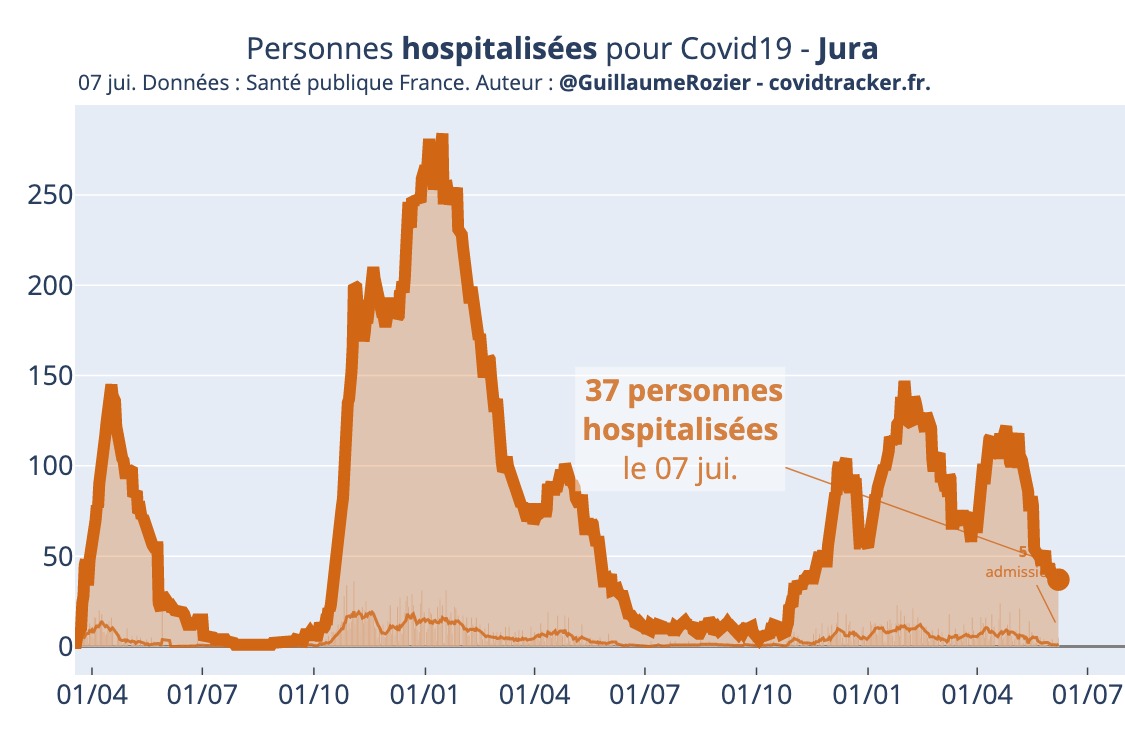 Personnes hospitalisées pour Covid19 - Jura
07 jui. Données : Santé publique France. Auteur : @GuillaumeRozier - covidtracker.fr.
250
200
150
100
50
0
37 personnes
hospitalisées
le 07 jui.
5
01/04 01/07 01/10 01/01 01/04 01/07 01/10 01/01 01/04 01/07